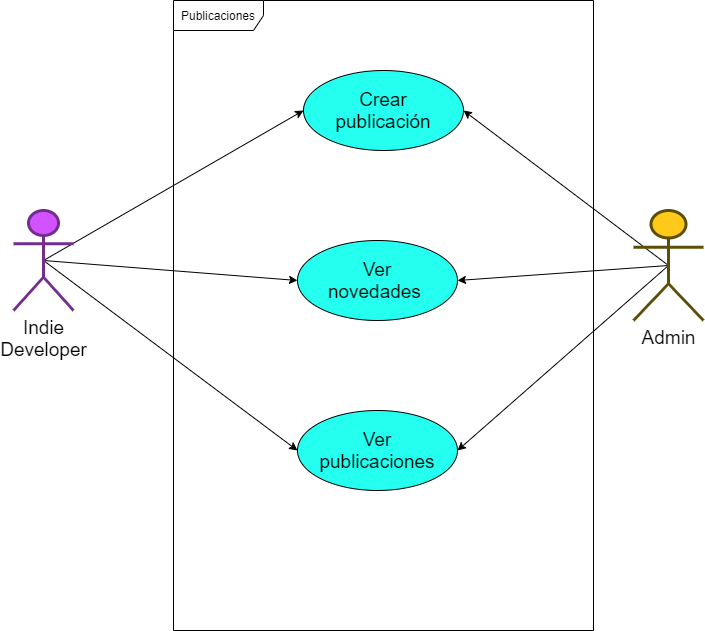 Publicaciones
Crear
publicación
Ver
novedades
Indie
Developer
Admin
Ver
publicaciones